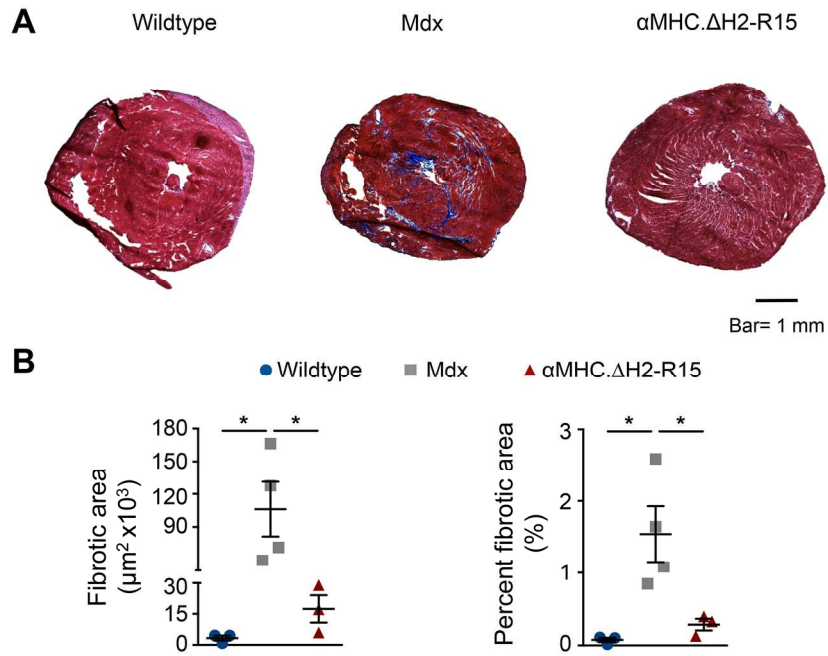 A
Wildtype Mdx αMHC.ΔH2-R15
Bar= 1 mm
B
Wildtype Mdx αMHC.ΔH2-R15
Fibrotic area
(µm² x10³)
180
150
120
90
30
15
0
* *
Percent fibrotic area
(%)
3
2
1
0
* *